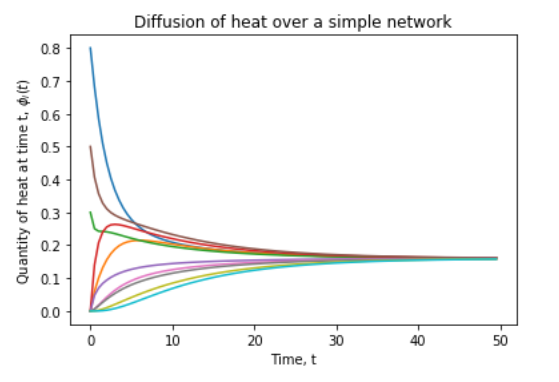 Diffusion of heat over a simple network
Quantity of heat at time t, ϕᵢ(t)
0.8
0.7
0.6
0.5
0.4
0.3
0.2
0.1
0.0
0 10 20 30 40 50
Time, t